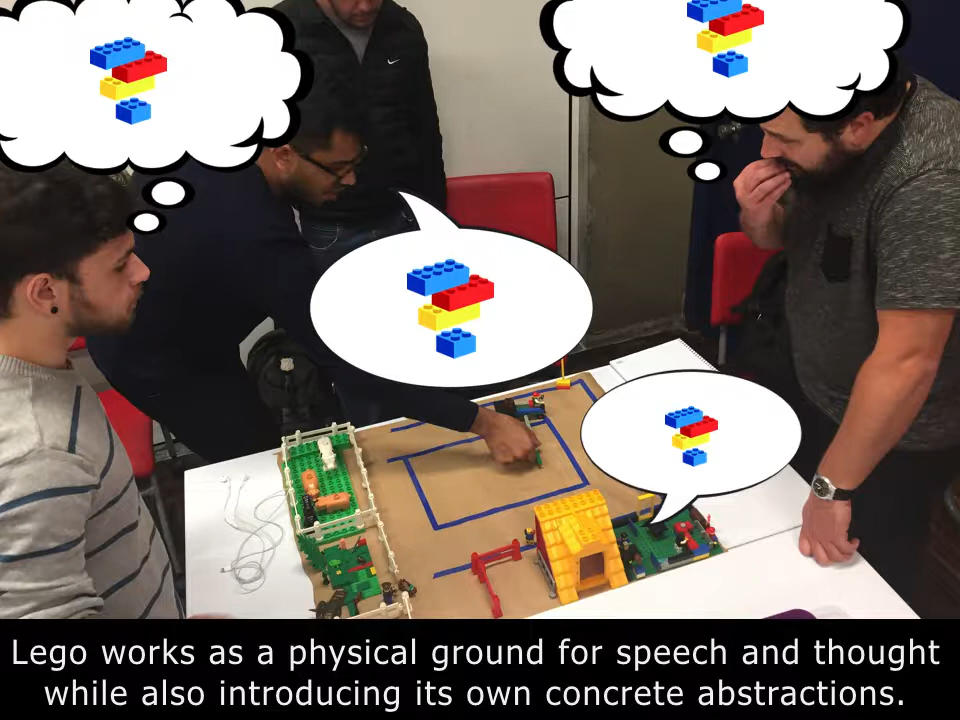 Lego works as a physical ground for speech and thought
while also introducing its own concrete abstractions.